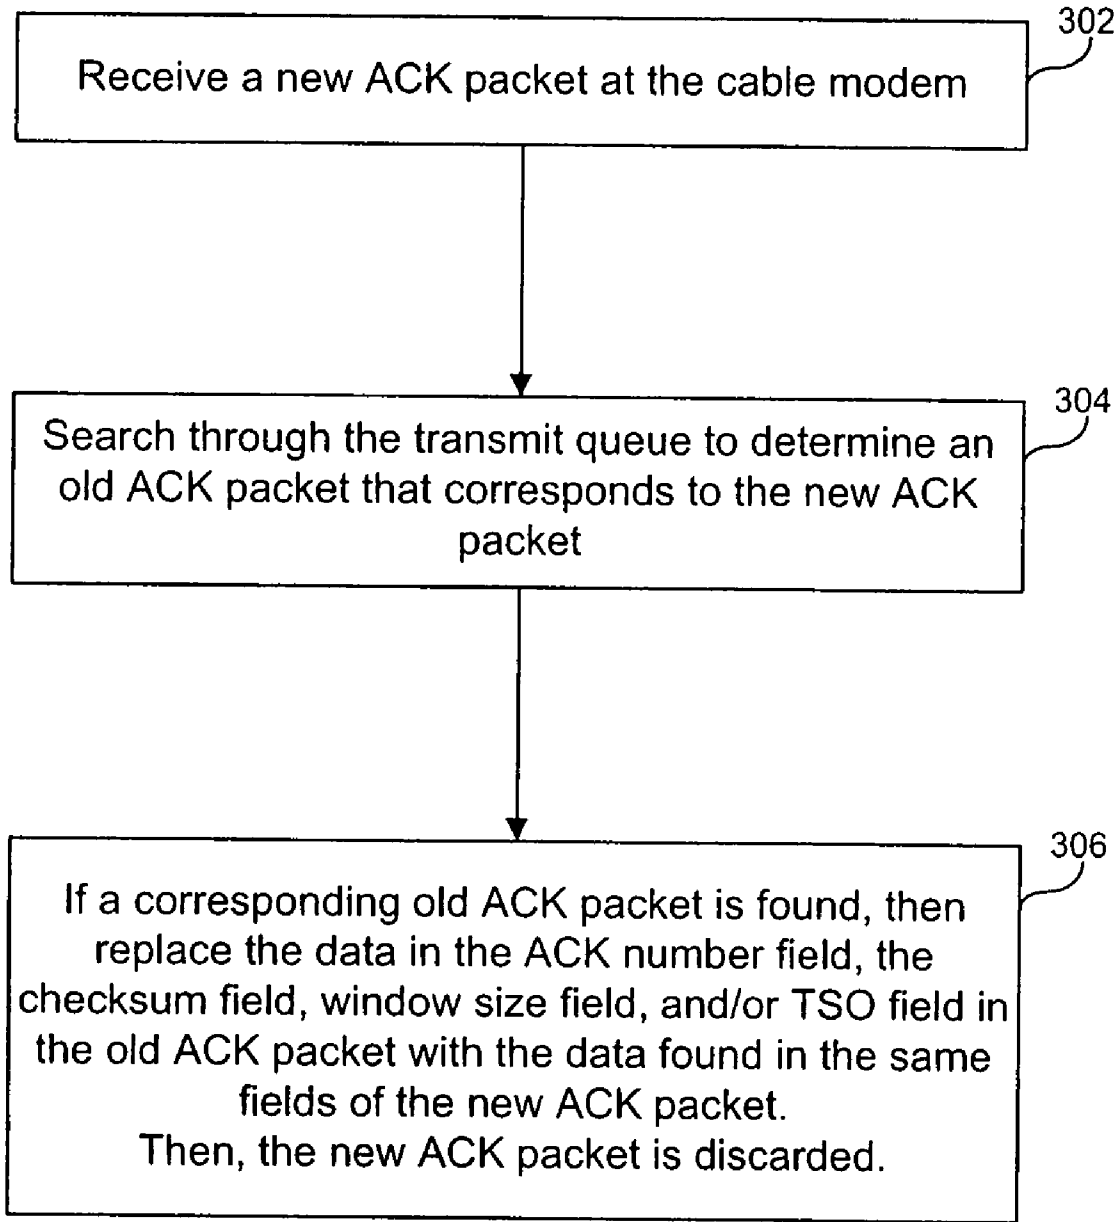 302
Receive a new ACK packet at the cable modem
304
Search through the transmit queue to determine an
old ACK packet that corresponds to the new ACK
packet
306
If a corresponding old ACK packet is found, then
replace the data in the ACK number field, the
checksum field, window size field, and/or TSO field in
the old ACK packet with the data found in the same
fields of the new ACK packet.
Then, the new ACK packet is discarded.